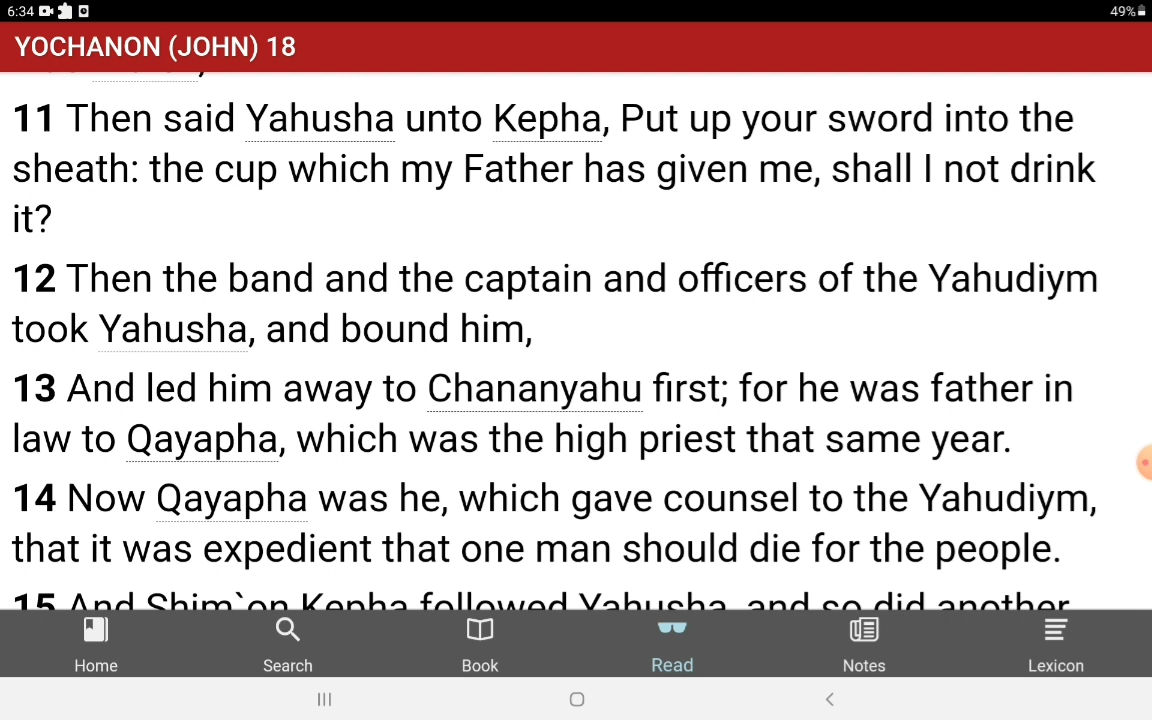 6:34
49%
YOCHANON (JOHN) 18
11 Then said Yahusha unto Kepha, Put up your sword into the
sheath: the cup which my Father has given me, shall I not drink
it?
12 Then the band and the captain and officers of the Yahudiym
took Yahusha, and bound him,
13 And led him away to Chananyahu first; for he was father in
law to Qayapha, which was the high priest that same year.
14 Now Qayapha was he, which gave counsel to the Yahudiym,
that it was expedient that one man should die for the people.
15 And Shim`on Kepha followed Yahusha, and so did another
Home Search Book Read Notes Lexicon